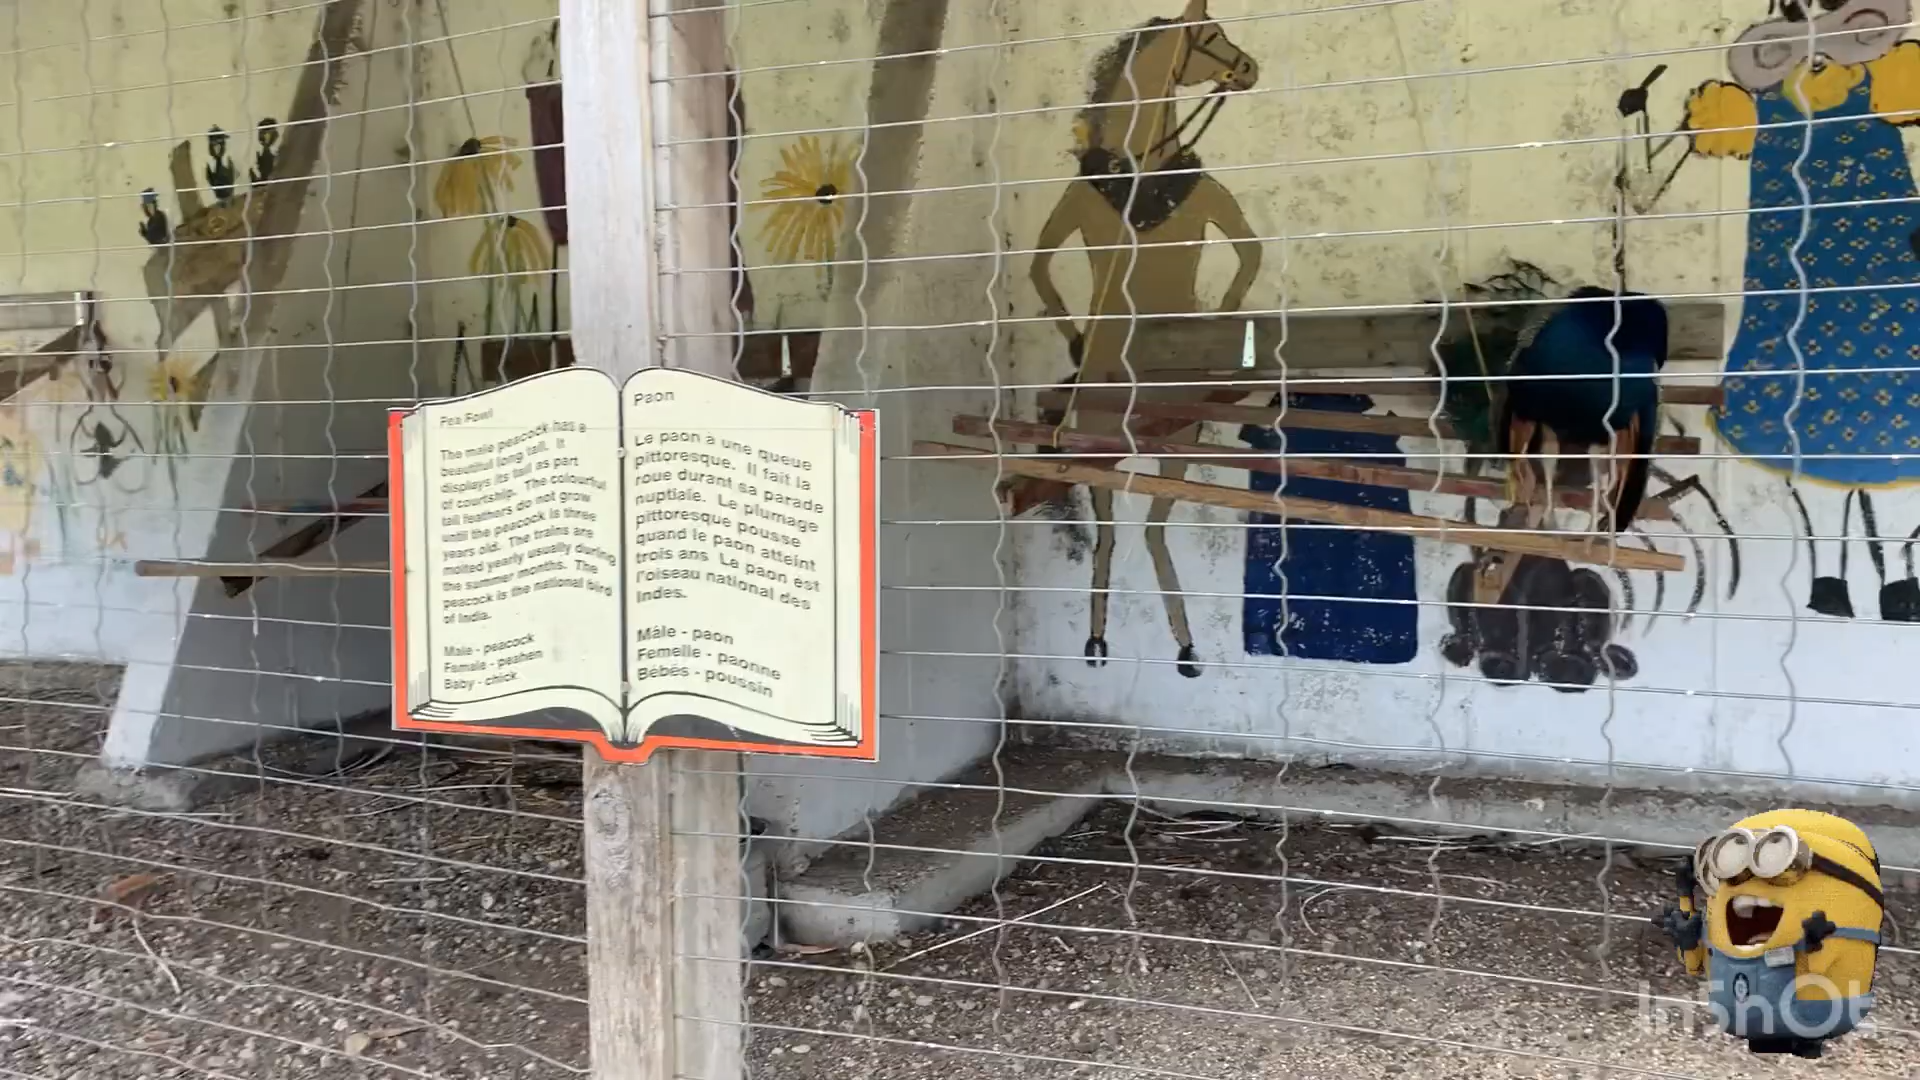 Pea Fowl
The male peacock has a
beautiful long tail. It
displays its tail as part
of courtship. The colourful
tail feathers do not grow
until the peacock is three
years old. The trains are
molted yearly usually during
the summer months. The
peacock is the national bird
of India.
Male - peacock
Female - peahen
Baby - chick
Paon
Le paon à une queue
pittoresque. Il fait la
roue durant sa parade
nuptiale. Le plumage
pittoresque pousse
quand le paon atteint
trois ans. Le paon est
l'oiseau national des
Indes.
Mâle - paon
Femelle - paonne
Bébés - poussin
InShOt